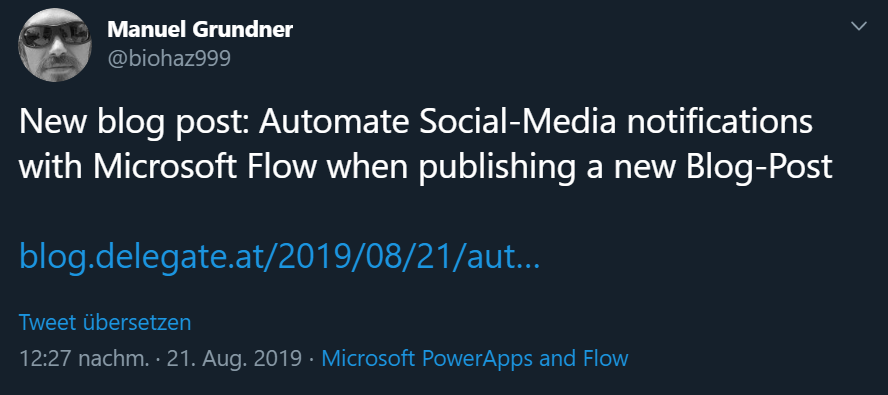 Manuel Grundner
@biohaz999
New blog post: Automate Social-Media notifications
with Microsoft Flow when publishing a new Blog-Post
blog.delegate.at/2019/08/21/aut...
Tweet übersetzen
12:27 nachm. · 21. Aug. 2019 · Microsoft PowerApps and Flow